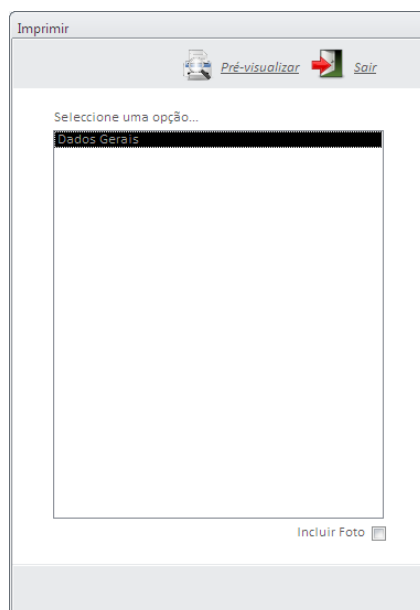 Imprimir
Pré-visualizar Sair
Seleccione uma opção...
Dados Gerais
Incluir Foto